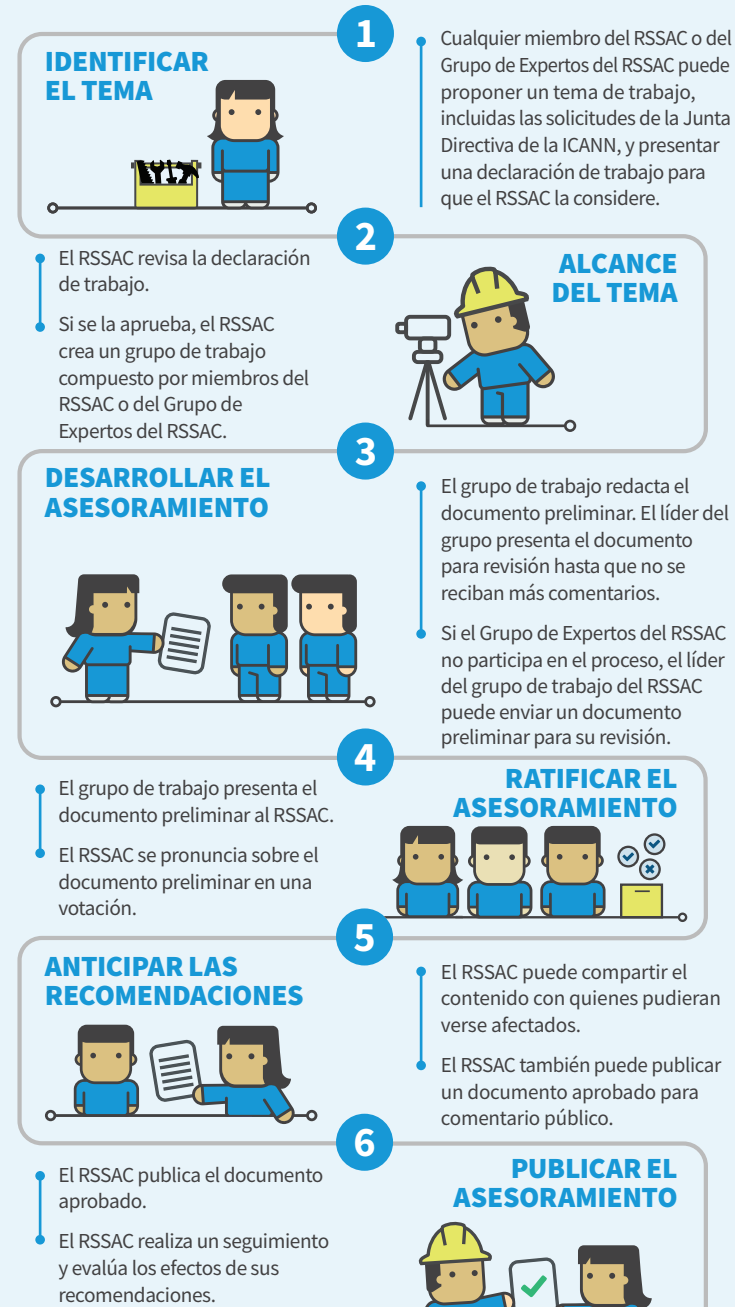 1
IDENTIFICAR
EL TEMA
Cualquier miembro del RSSAC o del
Grupo de Expertos del RSSAC puede
proponer un tema de trabajo,
incluidas las solicitudes de la Junta
Directiva de la ICANN, y presentar
una declaración de trabajo para
que el RSSAC la considere.
2
ALCANCE
DEL TEMA
El RSSAC revisa la declaración
de trabajo.
Si se la aprueba, el RSSAC
crea un grupo de trabajo
compuesto por miembros del
RSSAC o del Grupo de
Expertos del RSSAC.
3
DESARROLLAR EL
ASESORAMIENTO
El grupo de trabajo redacta el
documento preliminar. El líder del
grupo presenta el documento
para revisión hasta que no se
reciban más comentarios.
Si el Grupo de Expertos del RSSAC
no participa en el proceso, el líder
del grupo de trabajo del RSSAC
puede enviar un documento
preliminar para su revisión.
4
RATIFICAR EL
ASESORAMIENTO
El grupo de trabajo presenta el
documento preliminar al RSSAC.
El RSSAC se pronuncia sobre el
documento preliminar en una
votación.
5
ANTICIPAR LAS
RECOMENDACIONES
El RSSAC puede compartir el
contenido con quienes pudieran
verse afectados.
El RSSAC también puede publicar
un documento aprobado para
comentario público.
6
PUBLICAR EL
ASESORAMIENTO
El RSSAC publica el documento
aprobado.
El RSSAC realiza un seguimiento
y evalúa los efectos de sus
recomendaciones.